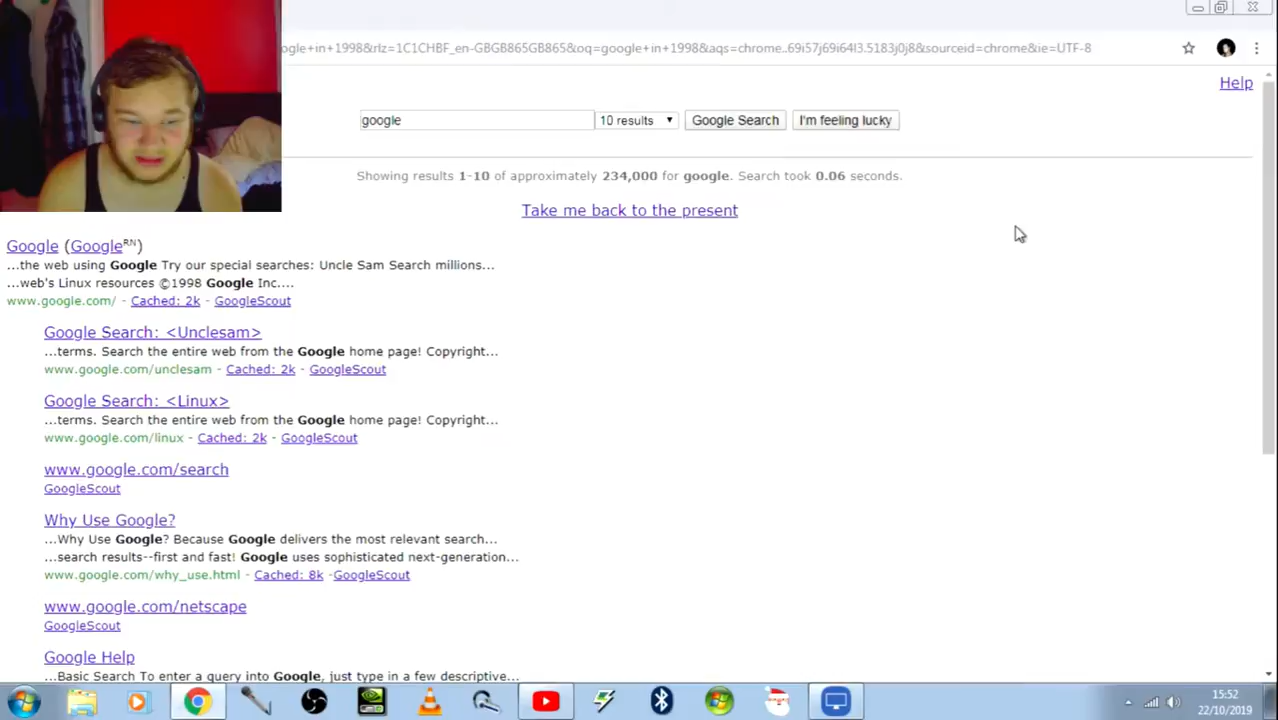 ogle+in+1998&rlz=1C1CHBF_en-GBGB865GB865&oq=google+in+1998&aqs=chrome..69i57j69i64l3.5183j0j8&sourceid=chrome&ie=UTF-8
Help
google 10 results Google Search I'm feeling lucky
Showing results 1-10 of approximately 234,000 for google. Search took 0.06 seconds.
Take me back to the present
Google (GoogleRN)
...the web using Google Try our special searches: Uncle Sam Search millions...
...web's Linux resources ©1998 Google Inc....
www.google.com/ - Cached: 2k - GoogleScout
Google Search: <Unclesam>
...terms. Search the entire web from the Google home page! Copyright...
www.google.com/unclesam - Cached: 2k - GoogleScout
Google Search: <Linux>
...terms. Search the entire web from the Google home page! Copyright...
www.google.com/linux - Cached: 2k - GoogleScout
www.google.com/search
GoogleScout
Why Use Google?
...Why Use Google? Because Google delivers the most relevant search...
...search results--first and fast! Google uses sophisticated next-generation...
www.google.com/why_use.html - Cached: 8k -GoogleScout
www.google.com/netscape
GoogleScout
Google Help
...Basic Search To enter a query into Google, just type in a few descriptive...
15:52
22/10/2019